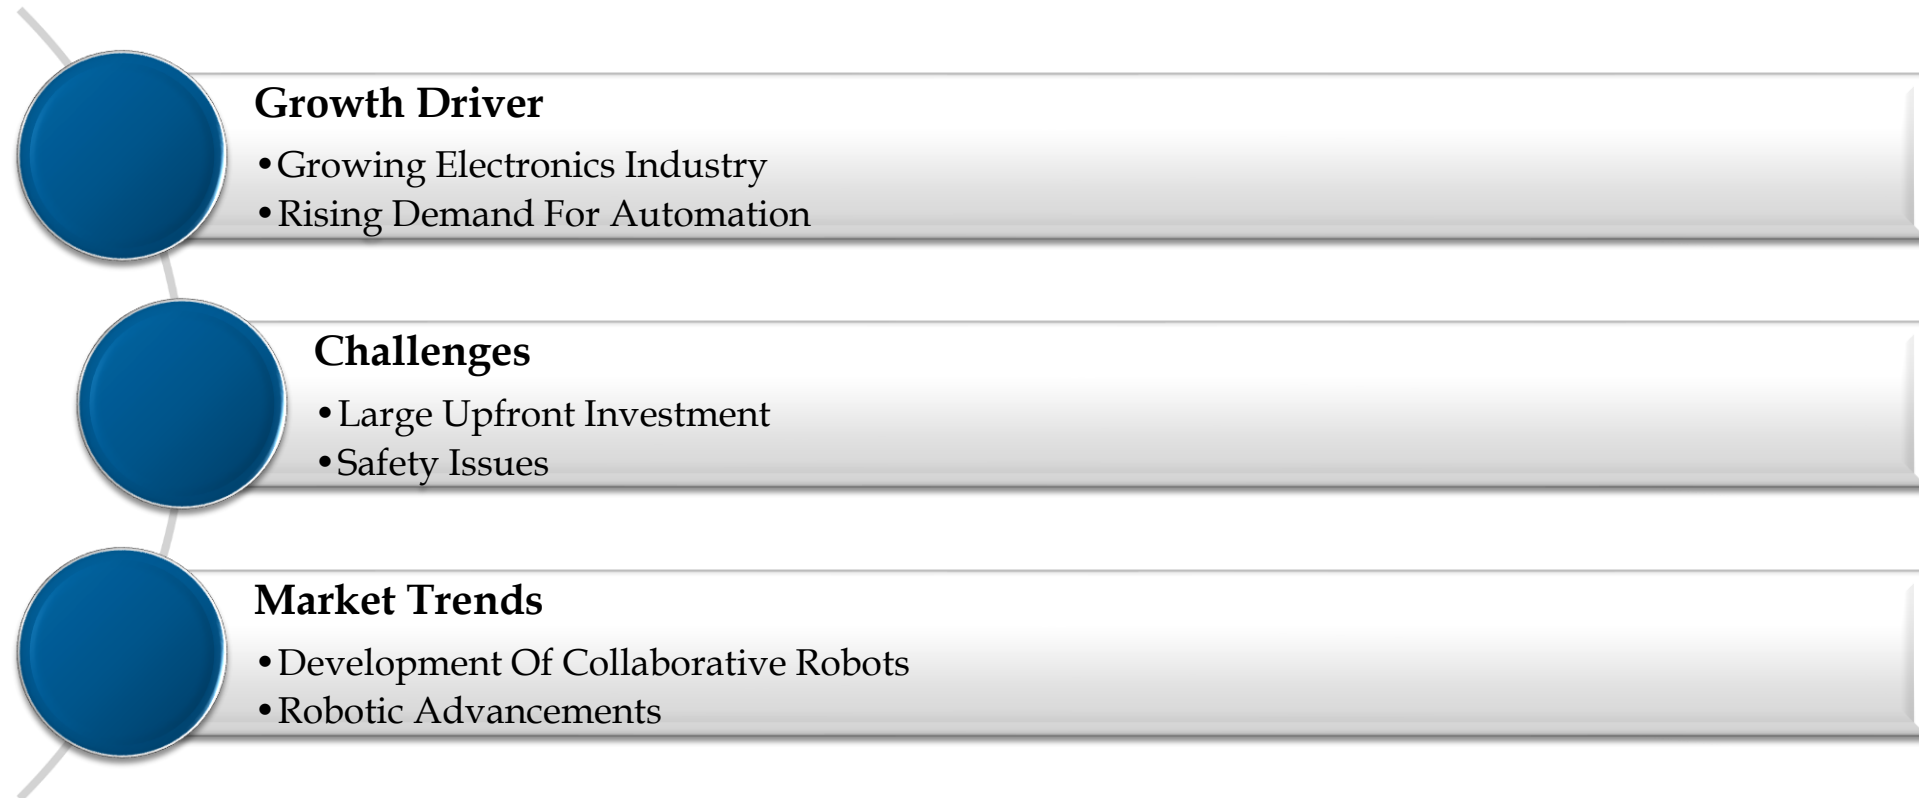 Growth Driver
•Growing Electronics Industry
•Rising Demand For Automation
Challenges
•Large Upfront Investment
•Safety Issues
Market Trends
•Development Of Collaborative Robots
•Robotic Advancements